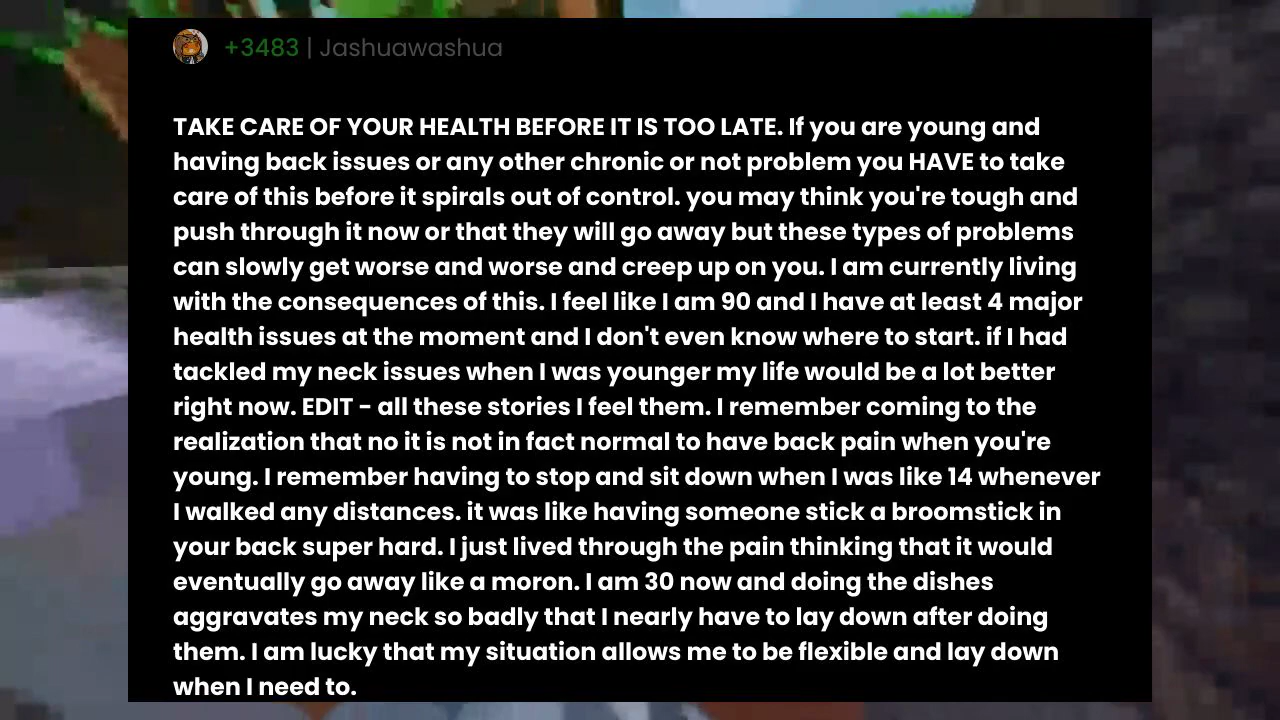 +3483 | Jashuawashua
TAKE CARE OF YOUR HEALTH BEFORE IT IS TOO LATE. If you are young and
having back issues or any other chronic or not problem you HAVE to take
care of this before it spirals out of control. you may think you're tough and
push through it now or that they will go away but these types of problems
can slowly get worse and worse and creep up on you. I am currently living
with the consequences of this. I feel like I am 90 and I have at least 4 major
health issues at the moment and I don't even know where to start. if I had
tackled my neck issues when I was younger my life would be a lot better
right now. EDIT - all these stories I feel them. I remember coming to the
realization that no it is not in fact normal to have back pain when you're
young. I remember having to stop and sit down when I was like 14 whenever
I walked any distances. it was like having someone stick a broomstick in
your back super hard. I just lived through the pain thinking that it would
eventually go away like a moron. I am 30 now and doing the dishes
aggravates my neck so badly that I nearly have to lay down after doing
them. I am lucky that my situation allows me to be flexible and lay down
when I need to.